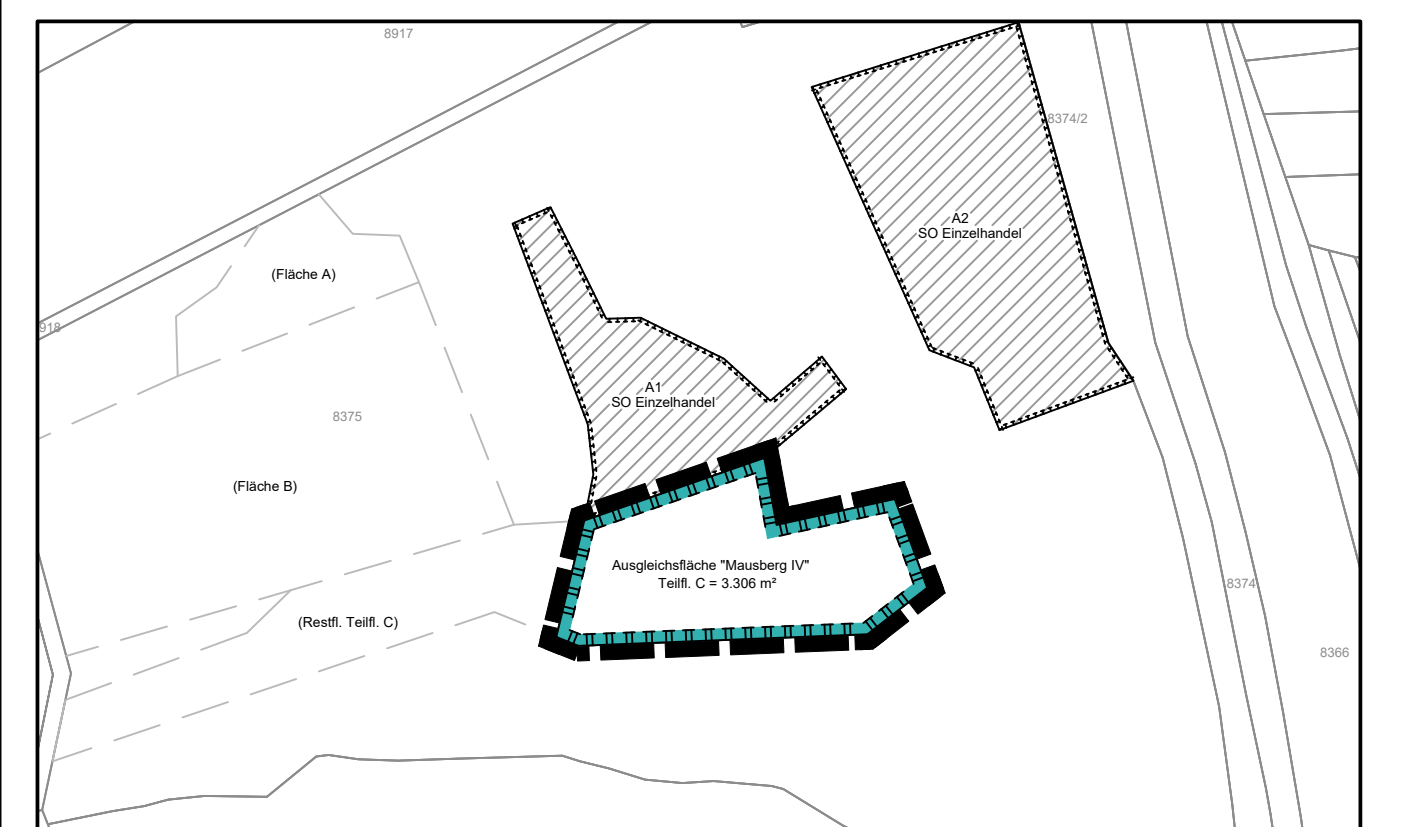 8917
8374/2
A2
SO Einzelhandel
(Fläche A)
918
A1
SO Einzelhandel
8375
(Fläche B)
Ausgleichsfläche "Mausberg IV"
Teilfl. C = 3.306 m²
8374
(Restfl. Teilfl. C)
8366